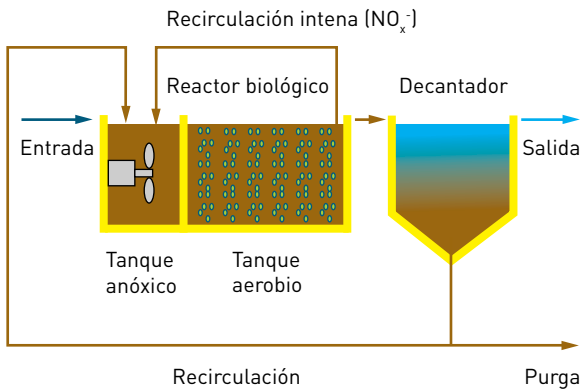 Recirculación intena (NOₓ⁻)
Reactor biológico
Decantador
Entrada
Salida
Tanque
anóxico
Tanque
aerobio
Recirculación
Purga